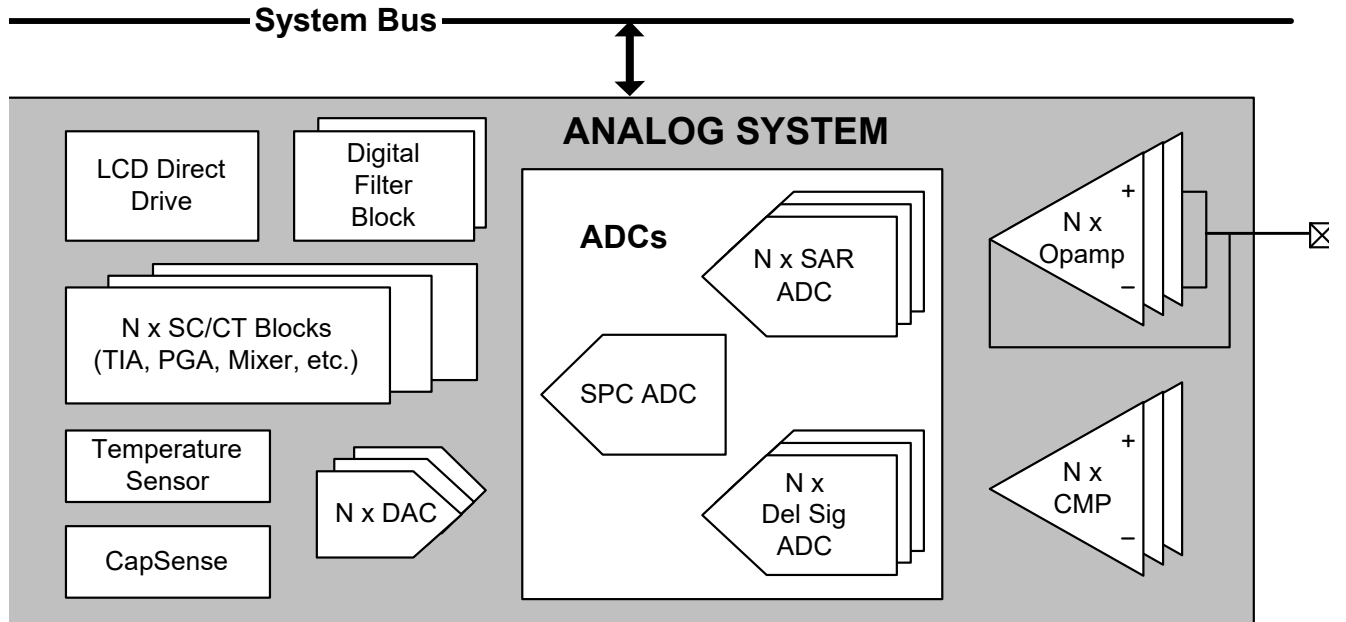 System Bus
ANALOG SYSTEM
LCD Direct
Drive
Digital
Filter
Block
N x SC/CT Blocks
(TIA, PGA, Mixer, etc.)
Temperature
Sensor
CapSense
N x DAC
ADCs
N x SAR
ADC
SPC ADC
N x
Del Sig
ADC
+
N x
Opamp
–
+
N x
CMP
–